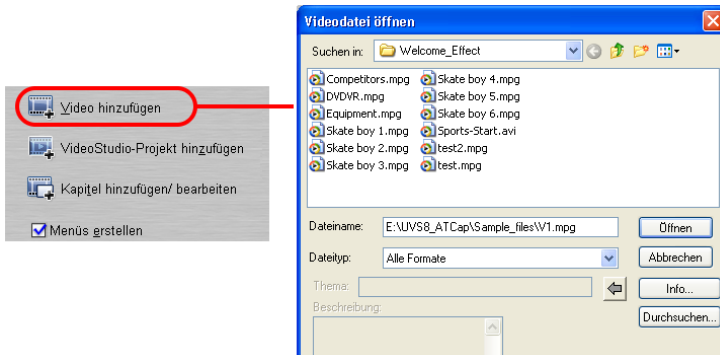 Video hinzufügen
VideoStudio-Projekt hinzufügen
Kapitel hinzufügen/ bearbeiten
Menüs erstellen
Videodatei öffnen
Suchen in: Welcome_Effect
Competitors.mpg Skate boy 4.mpg
DVDVR.mpg Skate boy 5.mpg
Equipment.mpg Skate boy 6.mpg
Skate boy 1.mpg Sports-Start.avi
Skate boy 2.mpg test2.mpg
Skate boy 3.mpg test.mpg
Dateiname: E:\UVS8_ATCap\Sample_files\V1.mpg Öffnen
Dateityp: Alle Formate Abbrechen
Thema: Info...
Beschreibung: Durchsuchen...